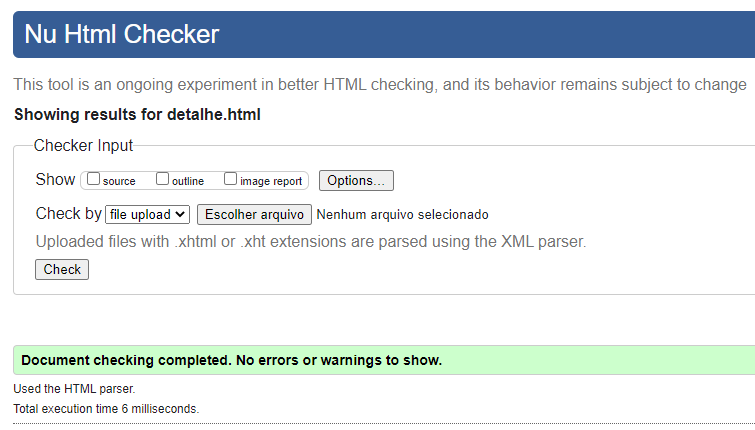 Nu Html Checker
This tool is an ongoing experiment in better HTML checking, and its behavior remains subject to change
Showing results for detalhe.html
Checker Input
Show source outline image report Options...
Check by file upload Escolher arquivo Nenhum arquivo selecionado
Uploaded files with .xhtml or .xht extensions are parsed using the XML parser.
Check
Document checking completed. No errors or warnings to show.
Used the HTML parser.
Total execution time 6 milliseconds.